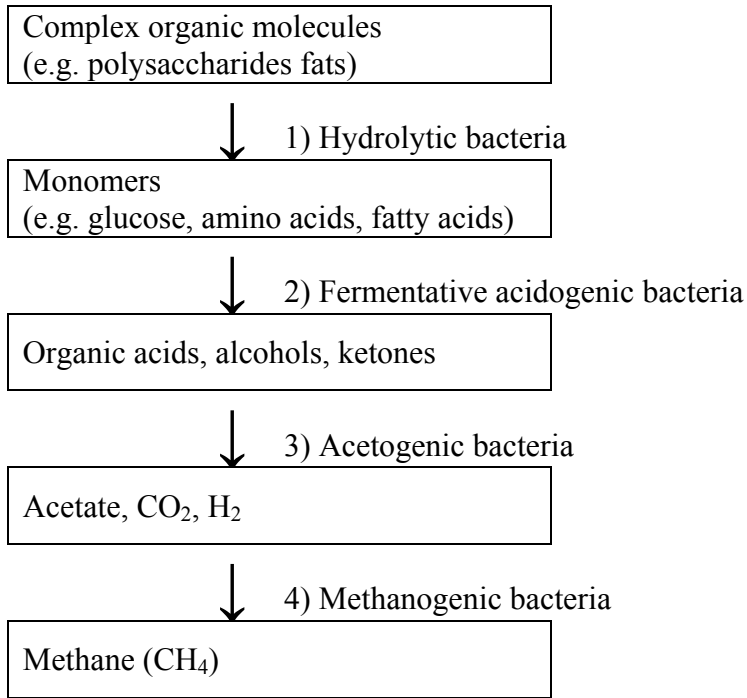 Complex organic molecules
(e.g. polysaccharides fats)
1) Hydrolytic bacteria
Monomers
(e.g. glucose, amino acids, fatty acids)
2) Fermentative acidogenic bacteria
Organic acids, alcohols, ketones
3) Acetogenic bacteria
Acetate, CO₂, H₂
4) Methanogenic bacteria
Methane (CH₄)